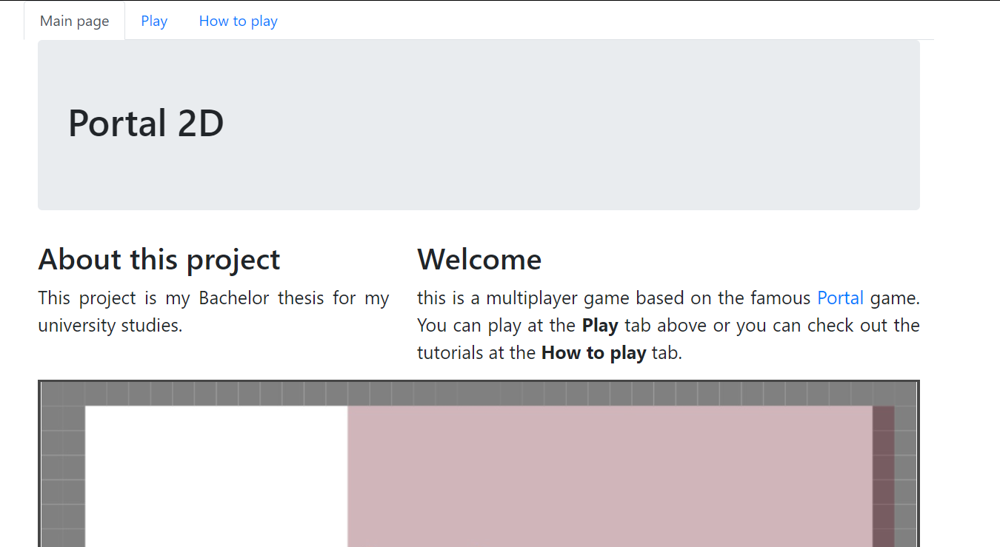 Main page Play How to play
Portal 2D
About this project
This project is my Bachelor thesis for my
university studies.
Welcome
this is a multiplayer game based on the famous Portal game.
You can play at the Play tab above or you can check out the
tutorials at the How to play tab.